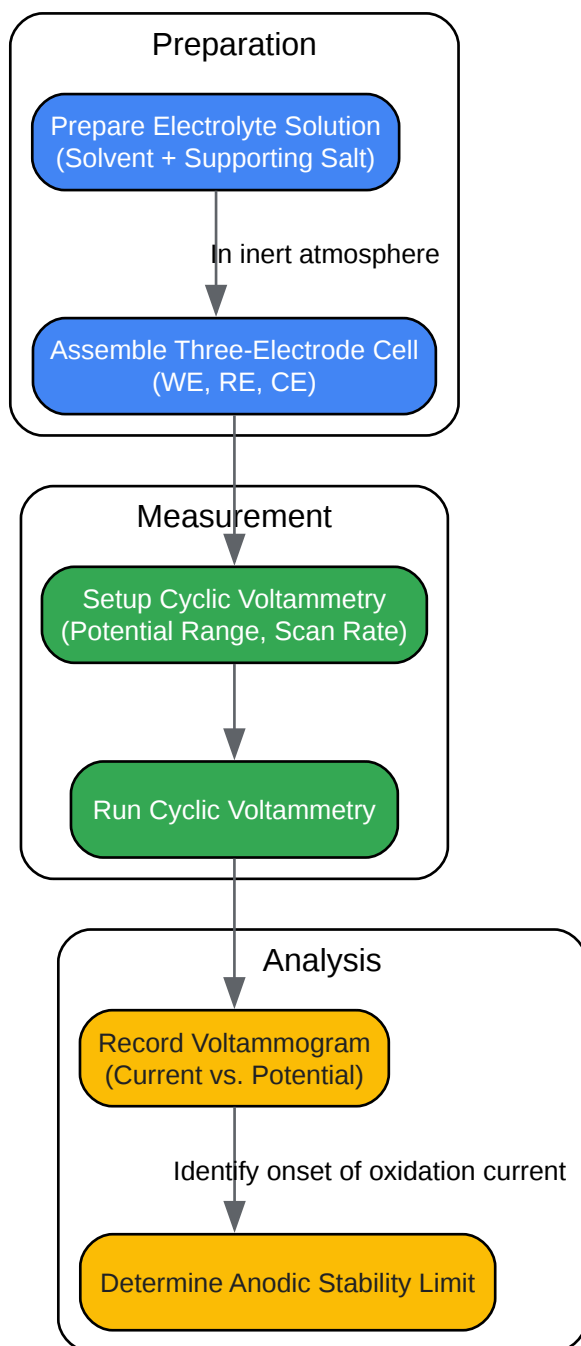 Preparation
Prepare Electrolyte Solution
(Solvent + Supporting Salt)
In inert atmosphere
Assemble Three-Electrode Cell
(WE, RE, CE)
Measurement
Setup Cyclic Voltammetry
(Potential Range, Scan Rate)
Run Cyclic Voltammetry
Analysis
Record Voltammogram
(Current vs. Potential)
Identify onset of oxidation current
Determine Anodic Stability Limit